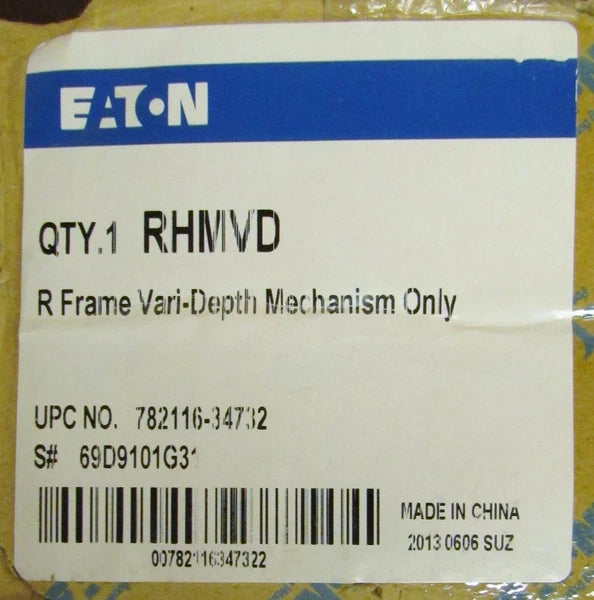 EATON
QTY.1 RHMVD
R Frame Vari-Depth Mechanism Only
UPC NO. 782116-34732
S# 69D9101G31
MADE IN CHINA
00782116347322
2013 0606 SUZ